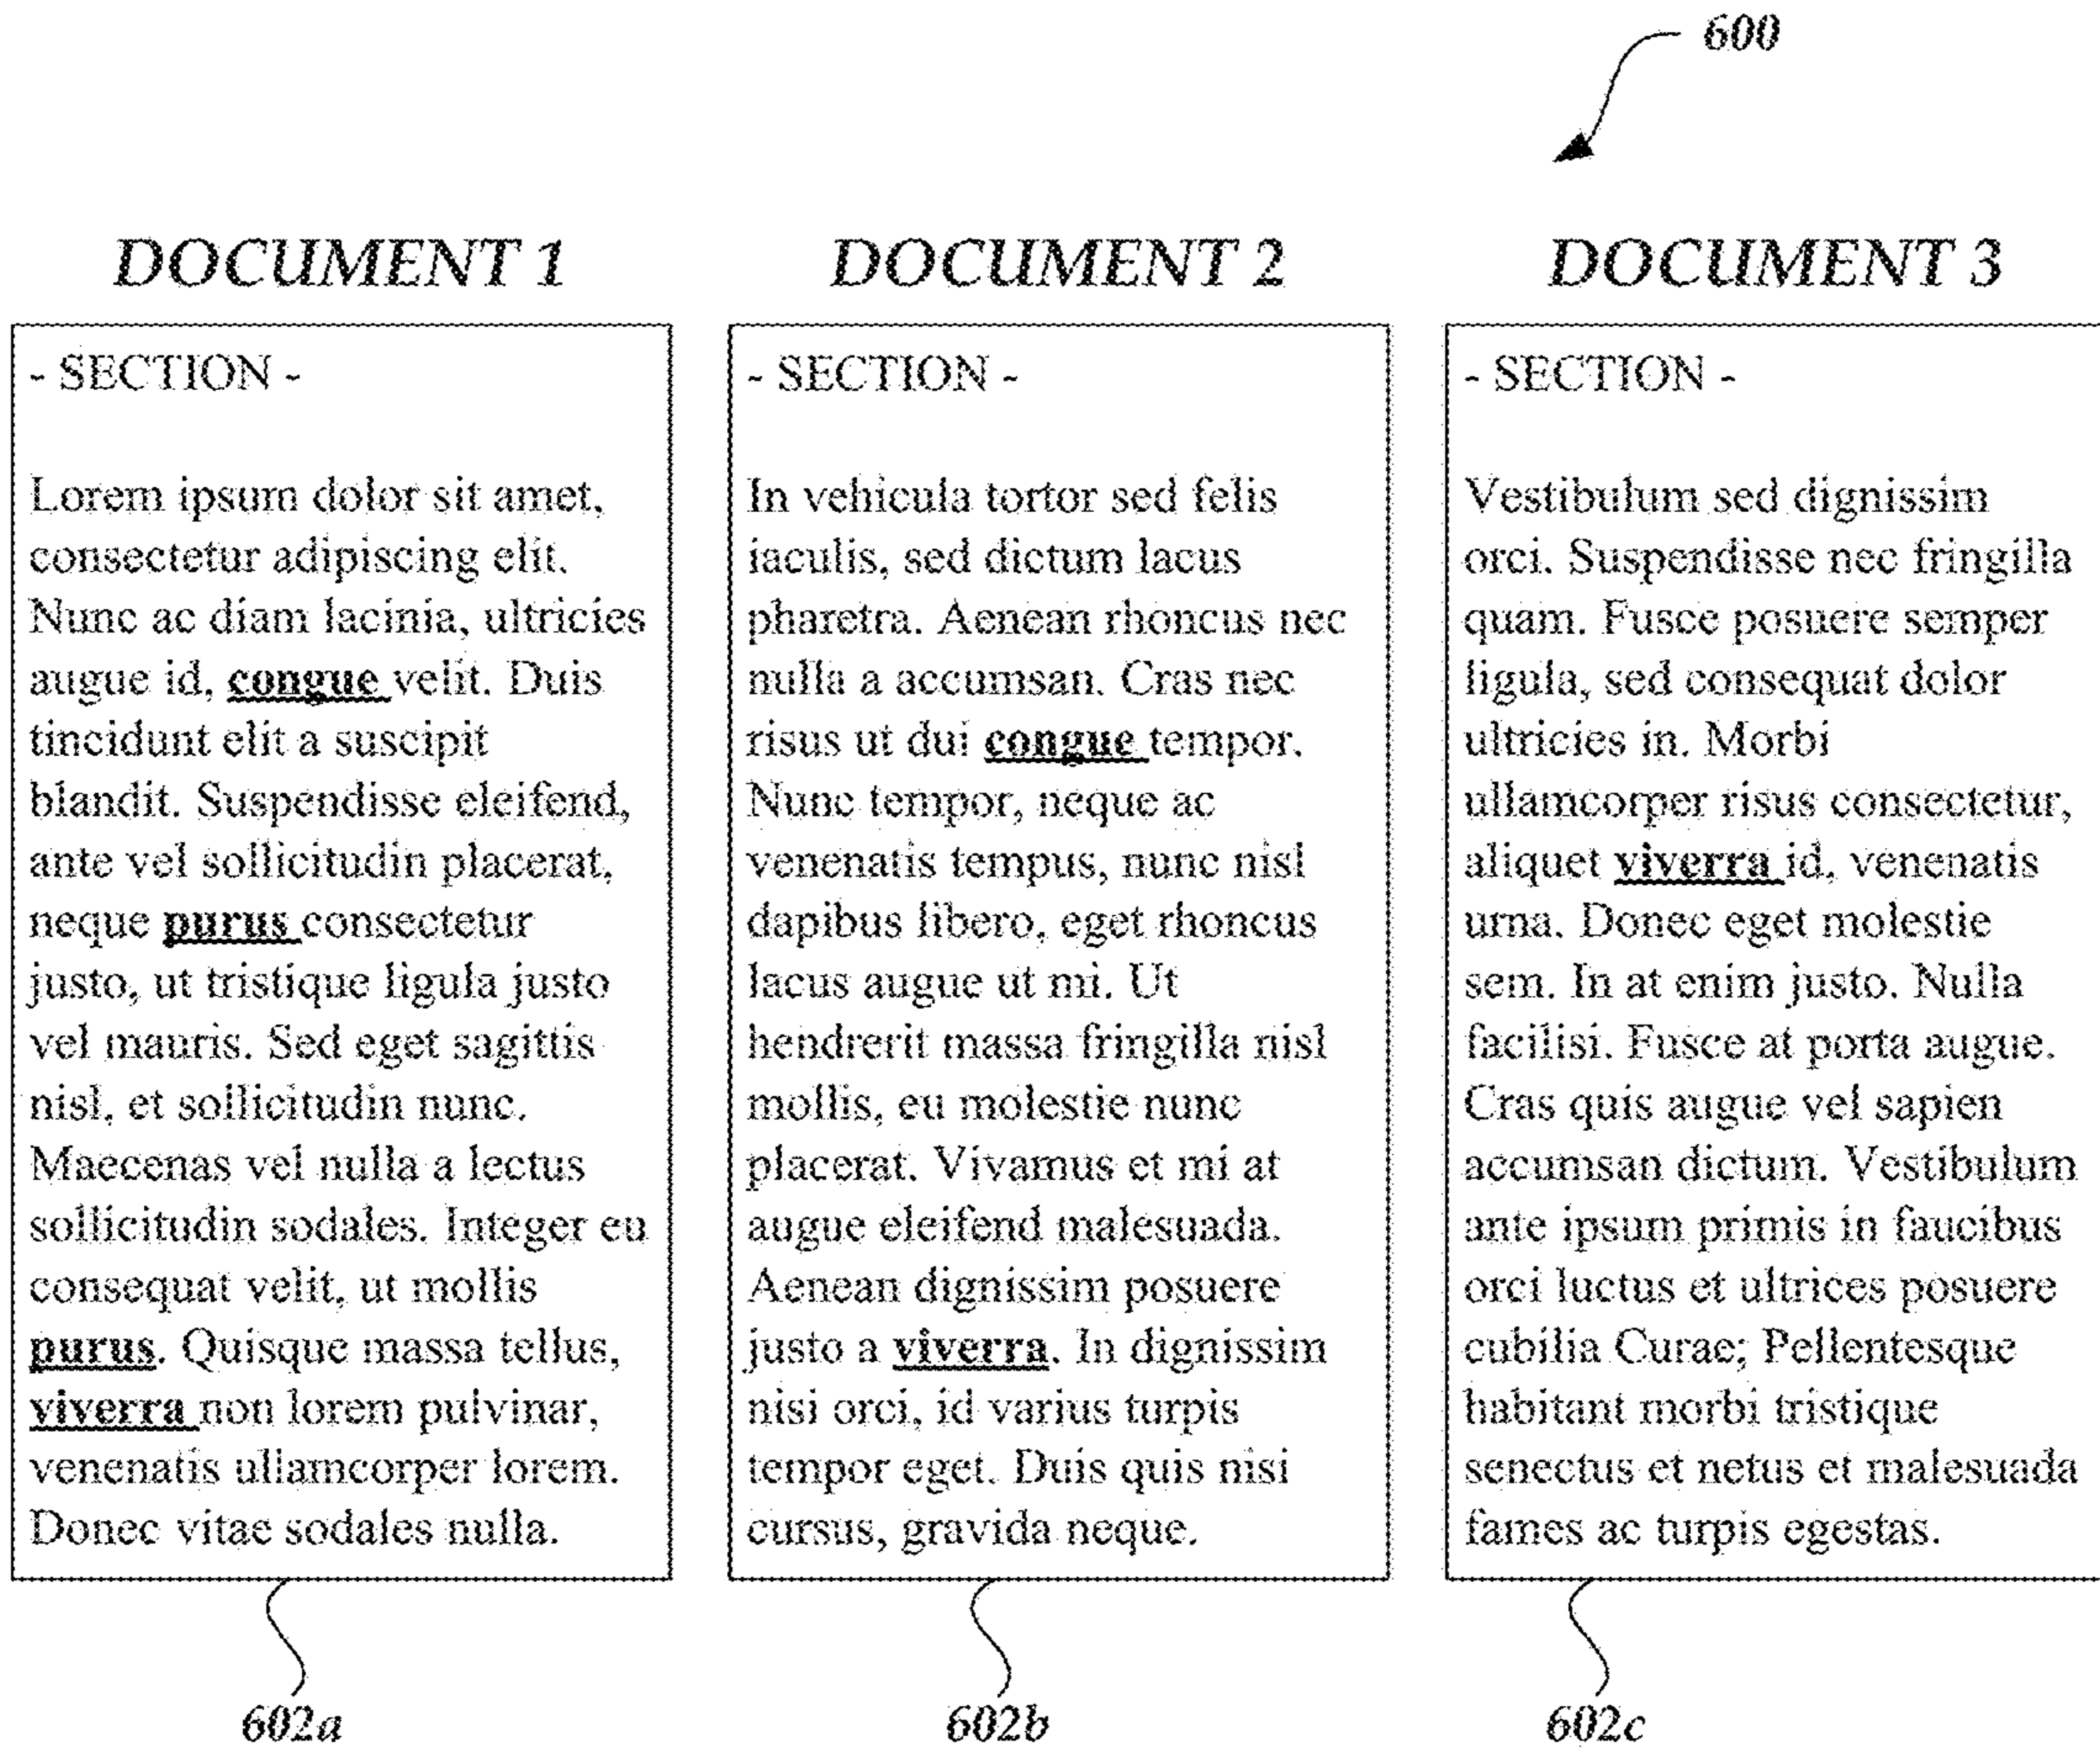 600
DOCUMENT 1
- SECTION -
Lorem ipsum dolor sit amet,
consectetur adipiscing elit.
Nunc ac diam lacinia, ultricies
augue id, congue velit. Duis
tincidunt elit a suscipit
blandit. Suspendisse eleifend,
ante vel sollicitudin placerat,
neque purus consectetur
justo, ut tristique ligula justo
vel mauris. Sed eget sagittis
nisl, et sollicitudin nunc.
Maecenas vel nulla a lectus
sollicitudin sodales. Integer eu
consequat velit, ut mollis
purus. Quisque massa tellus,
viverra non lorem pulvinar,
venenatis ullamcorper lorem.
Donec vitae sodales nulla.
602a
DOCUMENT 2
- SECTION -
In vehicula tortor sed felis
iaculis, sed dictum lacus
pharetra. Aenean rhoncus nec
nulla a accumsan. Cras nec
risus ut dui congue tempor.
Nunc tempor, neque ac
venenatis tempus, nunc nisl
dapibus libero, eget rhoncus
lacus augue ut mi. Ut
hendrerit massa fringilla nisl
mollis, eu molestie nunc
placerat. Vivamus et mi at
augue eleifend malesuada.
Aenean dignissim posuere
justo a viverra. In dignissim
nisi orci, id varius turpis
tempor eget. Duis quis nisi
cursus, gravida neque.
602b
DOCUMENT 3
- SECTION -
Vestibulum sed dignissim
orci. Suspendisse nec fringilla
quam. Fusce posuere semper
ligula, sed consequat dolor
ultricies in. Morbi
ullamcorper risus consectetur,
aliquet viverra id, venenatis
urna. Donec eget molestie
sem. In at enim justo. Nulla
facilisi. Fusce at porta augue.
Cras quis augue vel sapien
accumsan dictum. Vestibulum
ante ipsum primis in faucibus
orci luctus et ultrices posuere
cubilia Curae; Pellentesque
habitant morbi tristique
senectus et netus et malesuada
fames ac turpis egestas.
602c